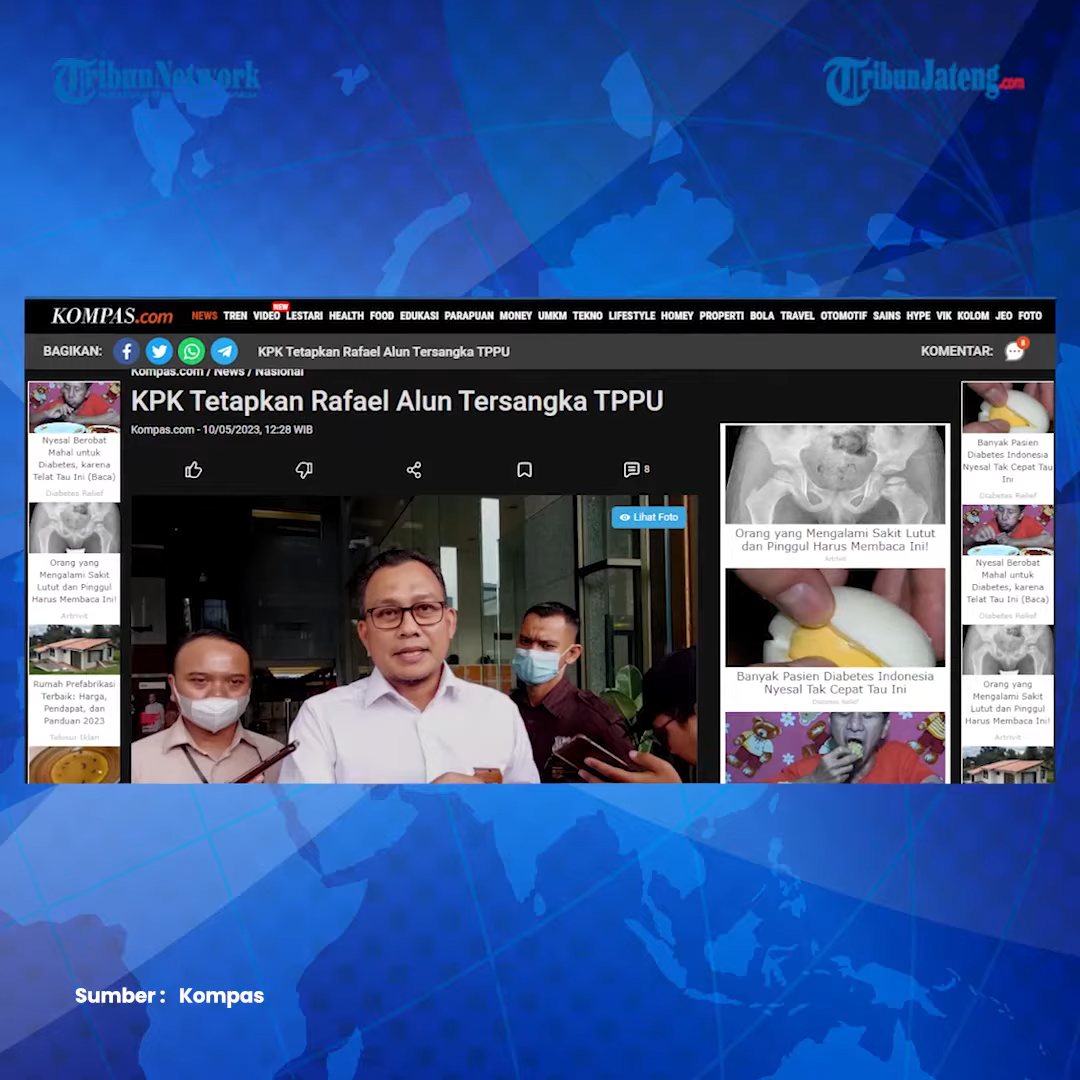 TribunNetwork
TribunJateng.com
KOMPAS.com
NEWS TREN VIDEO LESTARI HEALTH FOOD EDUKASI PARAPUAN MONEY UMKM TEKNO LIFESTYLE HOMEY PROPERTI BOLA TRAVEL OTOMOTIF SAINS HYPE VIK KOLOM JEO FOTO
NEW
BAGIKAN:
KPK Tetapkan Rafael Alun Tersangka TPPU
KOMENTAR:
8
Kompas.com / News / Nasional
KPK Tetapkan Rafael Alun Tersangka TPPU
Kompas.com - 10/05/2023, 12:28 WIB
8
Lihat Foto
Nyesal Berobat
Mahal untuk
Diabetes, karena
Telat Tau Ini (Baca)
Diabetes Relief
Orang yang
Mengalami Sakit
Lutut dan Pinggul
Harus Membaca Ini!
Artrivit
Rumah Prefabrikasi
Terbaik: Harga,
Pendapat, dan
Panduan 2023
Telusur Iklan
Orang yang Mengalami Sakit Lutut
dan Pinggul Harus Membaca Ini!
Artrivit
Banyak Pasien Diabetes Indonesia
Nyesal Tak Cepat Tau Ini
Diabetes Relief
Banyak Pasien
Diabetes Indonesia
Nyesal Tak Cepat Tau
Ini
Diabetes Relief
Nyesal Berobat
Mahal untuk
Diabetes, karena
Telat Tau Ini (Baca)
Diabetes Relief
Orang yang
Mengalami Sakit
Lutut dan Pinggul
Harus Membaca Ini!
Artrivit
Sumber: Kompas